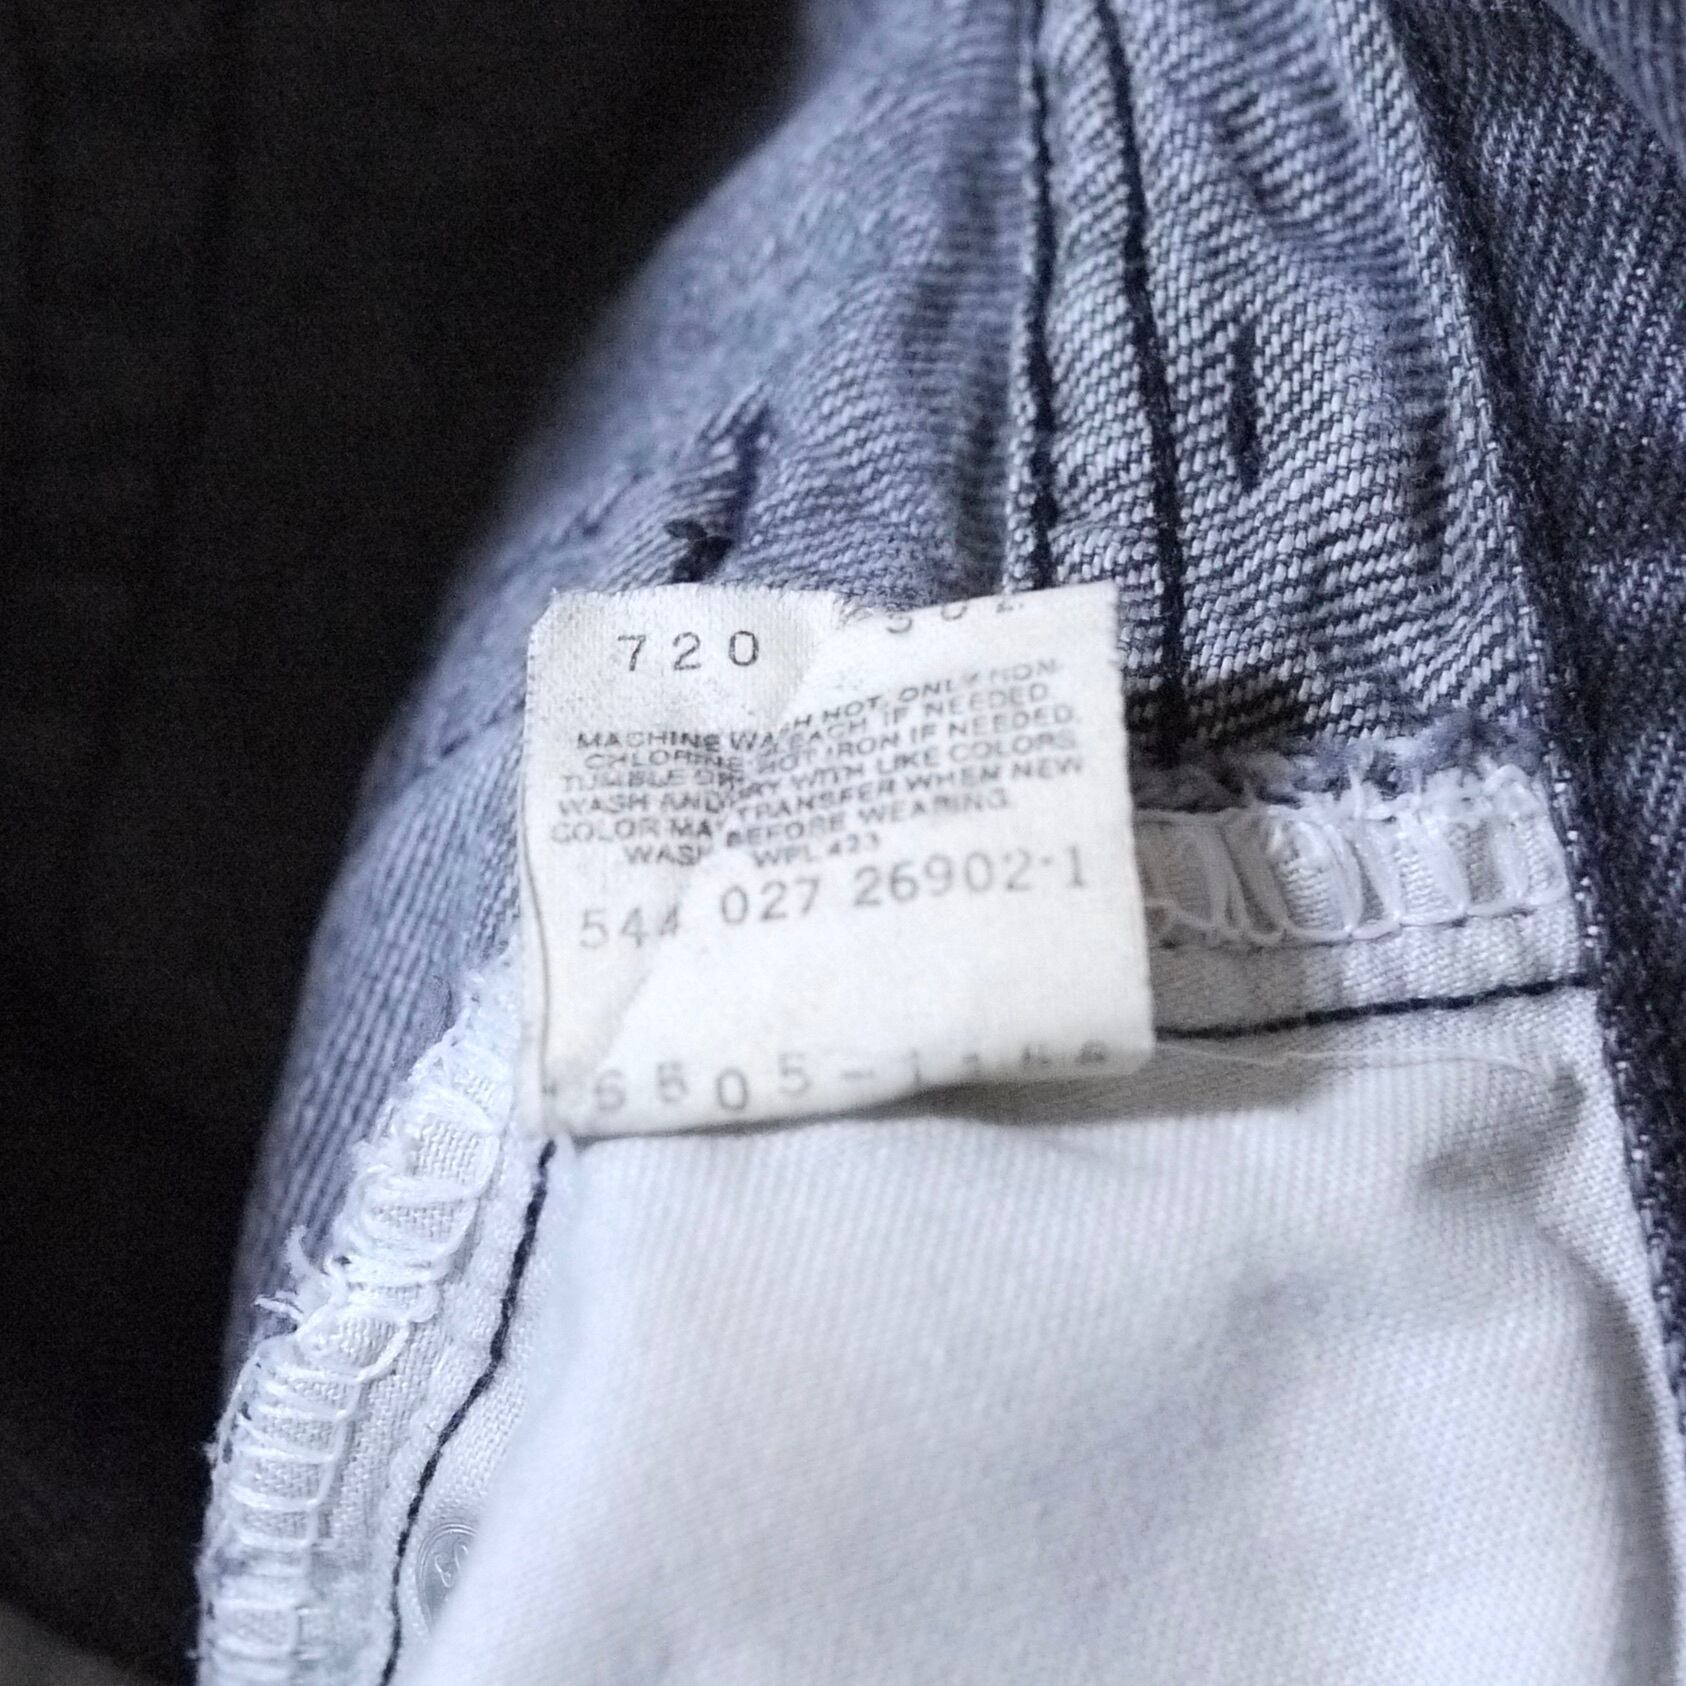 720
MACHINE WASH HOT. ONLY NON-
CHLORINE BLEACH IF NEEDED.
TUMBLE DRY. HOT IRON IF NEEDED.
WASH AND DRY WITH LIKE COLORS.
COLOR MAY TRANSFER WHEN NEW
WASH BEFORE WEARING.
WPL 423
544 027 26902-1
6505-